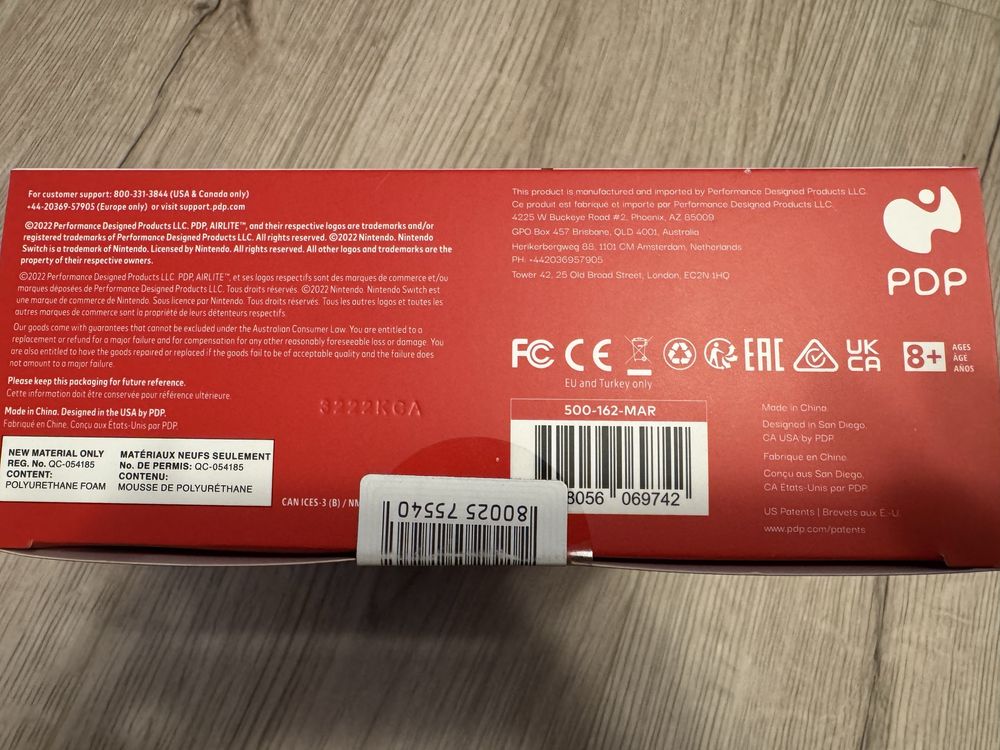 For customer support: 800-331-3844 (USA & Canada only)
+44-20369-57905 (Europe only) or visit support.pdp.com
©2022 Performance Designed Products LLC. PDP, AIRLITE™, and their respective logos are trademarks and/or
registered trademarks of Performance Designed Products LLC. All rights reserved. ©2022 Nintendo. Nintendo
Switch is a trademark of Nintendo. Licensed by Nintendo. All rights reserved. All other logos and trademarks are the
property of their respective owners.
©2022 Performance Designed Products LLC. PDP, AIRLITE™, et ses logos respectifs sont des marques de commerce et/ou
marques déposées de Performance Designed Products LLC. Tous droits réservés. ©2022 Nintendo. Nintendo Switch est
une marque de commerce de Nintendo. Sous licence par Nintendo. Tous droits réservés. Tous les autres logos et toutes les
autres marques de commerce sont la propriété de leurs détenteurs respectifs.
Our goods come with guarantees that cannot be excluded under the Australian Consumer Law. You are entitled to a
replacement or refund for a major failure and for compensation for any other reasonably foreseeable loss or damage. You
are also entitled to have the goods repaired or replaced if the goods fail to be of acceptable quality and the failure does
not amount to a major failure.
Please keep this packaging for future reference.
Cette information doit être conservée pour référence ultérieure.
Made in China. Designed in the USA by PDP.
Fabriqué en Chine. Conçu aux États-Unis par PDP.
3222KCA
NEW MATERIAL ONLY
REG. No. QC-054185
CONTENT:
POLYURETHANE FOAM
MATÉRIAUX NEUFS SEULEMENT
No. DE PERMIS: QC-054185
CONTENU:
MOUSSE DE POLYURÉTHANE
CAN ICES-3 (B) / NM
80025 75540
This product is manufactured and imported by Performance Designed Products LLC.
Ce produit est fabriqué et importe par Performance Designed Products LLC.
4225 W Buckeye Road #2, Phoenix, AZ 85009
GPO Box 457 Brisbane, QLD 4001, Australia
Herikerbergweg 88, 1101 CM Amsterdam, Netherlands
PH: +442036957905
Tower 42, 25 Old Broad Street, London, EC2N 1HQ
PDP
FC CE EAC UK CA 8+ AGES
ÂGE
AÑOS
EU and Turkey only
500-162-MAR
8056 069742
Made in China.
Designed in San Diego,
CA USA by PDP.
Fabriqué en Chine.
Conçu aux San Diego,
CA États-Unis par PDP.
US Patents | Brevets aux É.-U.
www.pdp.com/patents